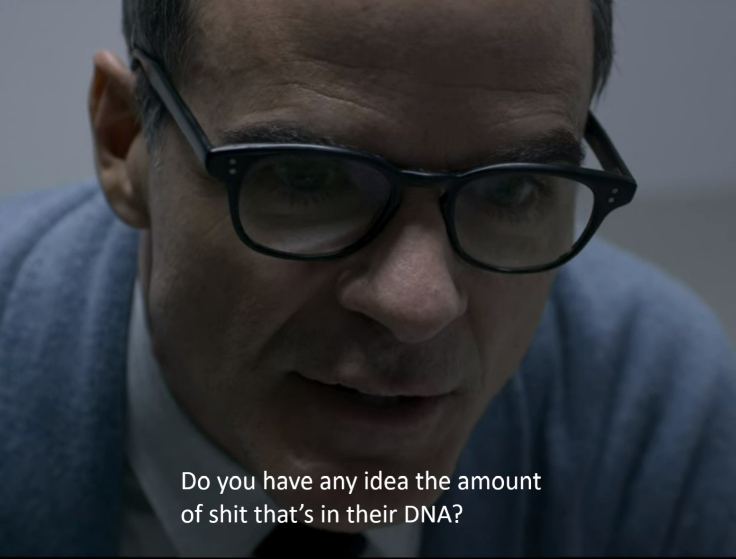 Do you have any idea the amount
of shit that's in their DNA?